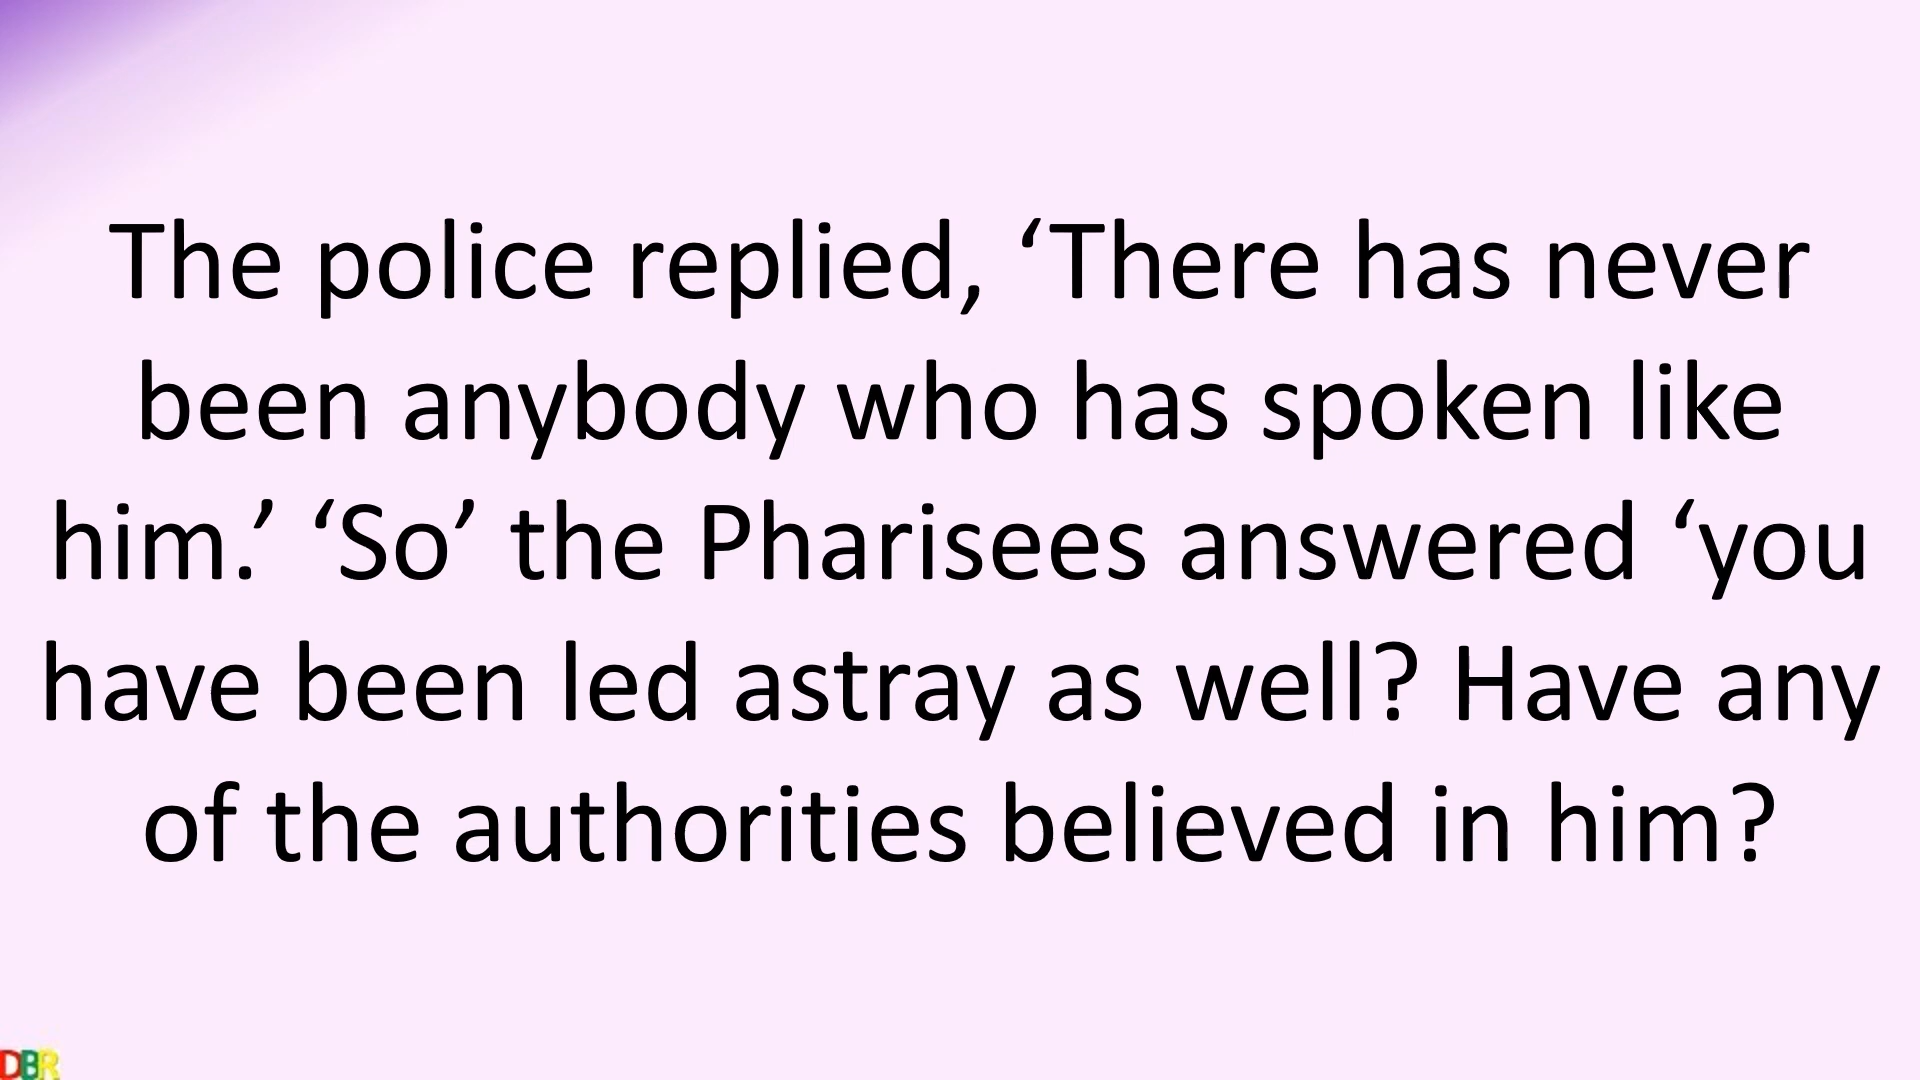 The police replied, ‘There has never
been anybody who has spoken like
him.’ ‘So’ the Pharisees answered ‘you
have been led astray as well? Have any
of the authorities believed in him?
DBR